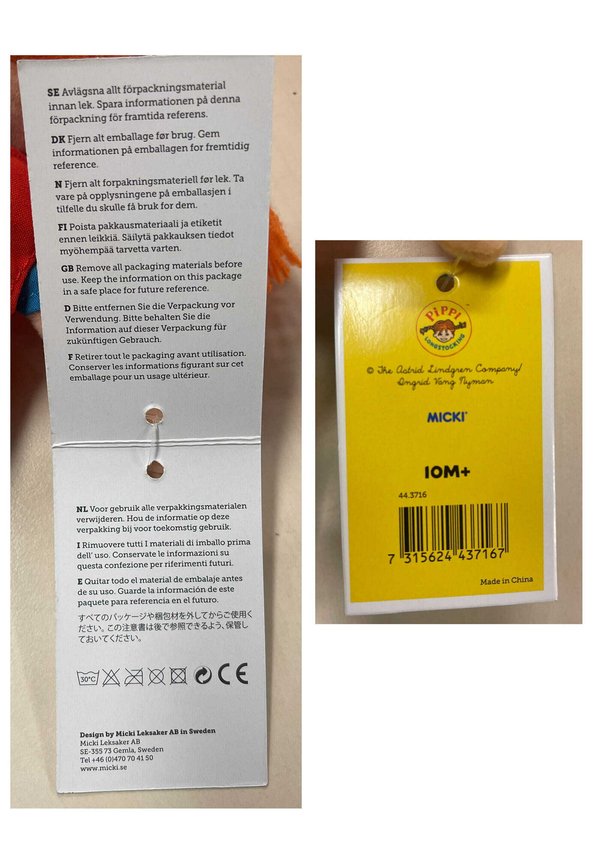 SE Avlägsna allt förpackningsmaterial
innan lek. Spara informationen på denna
förpackning för framtida referens.
DK Fjern alt emballage før brug. Gem
informationen på emballagen for fremtidig
reference.
N Fjern alt forpakningsmateriell før lek. Ta
vare på opplysningene på emballasjen i
tilfelle du skulle få bruk for dem.
FI Poista pakkausmateriaali ja etiketit
ennen leikkiä. Säilytä pakkauksen tiedot
myöhempää tarvetta varten.
GB Remove all packaging materials before
use. Keep the information on this package
in a safe place for future reference.
D Bitte entfernen Sie die Verpackung vor
Verwendung. Bitte behalten Sie die
Information auf dieser Verpackung für
zukünftigen Gebrauch.
F Retirer tout le packaging avant utilisation.
Conserver les informations figurant sur cet
emballage pour un usage ultérieur.
NL Voor gebruik alle verpakkingsmaterialen
verwijderen. Hou de informatie op deze
verpakking bij voor toekomstig gebruik.
I Rimuovere tutti I materiali di imballo prima
dell' uso. Conservate le informazioni su
questa confezione per riferimenti futuri.
E Quitar todo el material de embalaje antes
de su uso. Guarde la información de este
paquete para referencia en el futuro.
すべてのパッケージや梱包材を外してからご使用く
ださい。この注意書は後で参照できるよう、保管し
ておいてください。
30°C CE
Design by Micki Leksaker AB in Sweden
Micki Leksaker AB
SE-355 73 Gemla, Sweden
Tel +46 (0)470 70 41 50
www.micki.se
PiPPi
LONGSTOCKING
© The Astrid Lindgren Company/
Ingrid Vang Nyman
MICKI
10M+
44.3716
7 315624 437167
Made in China